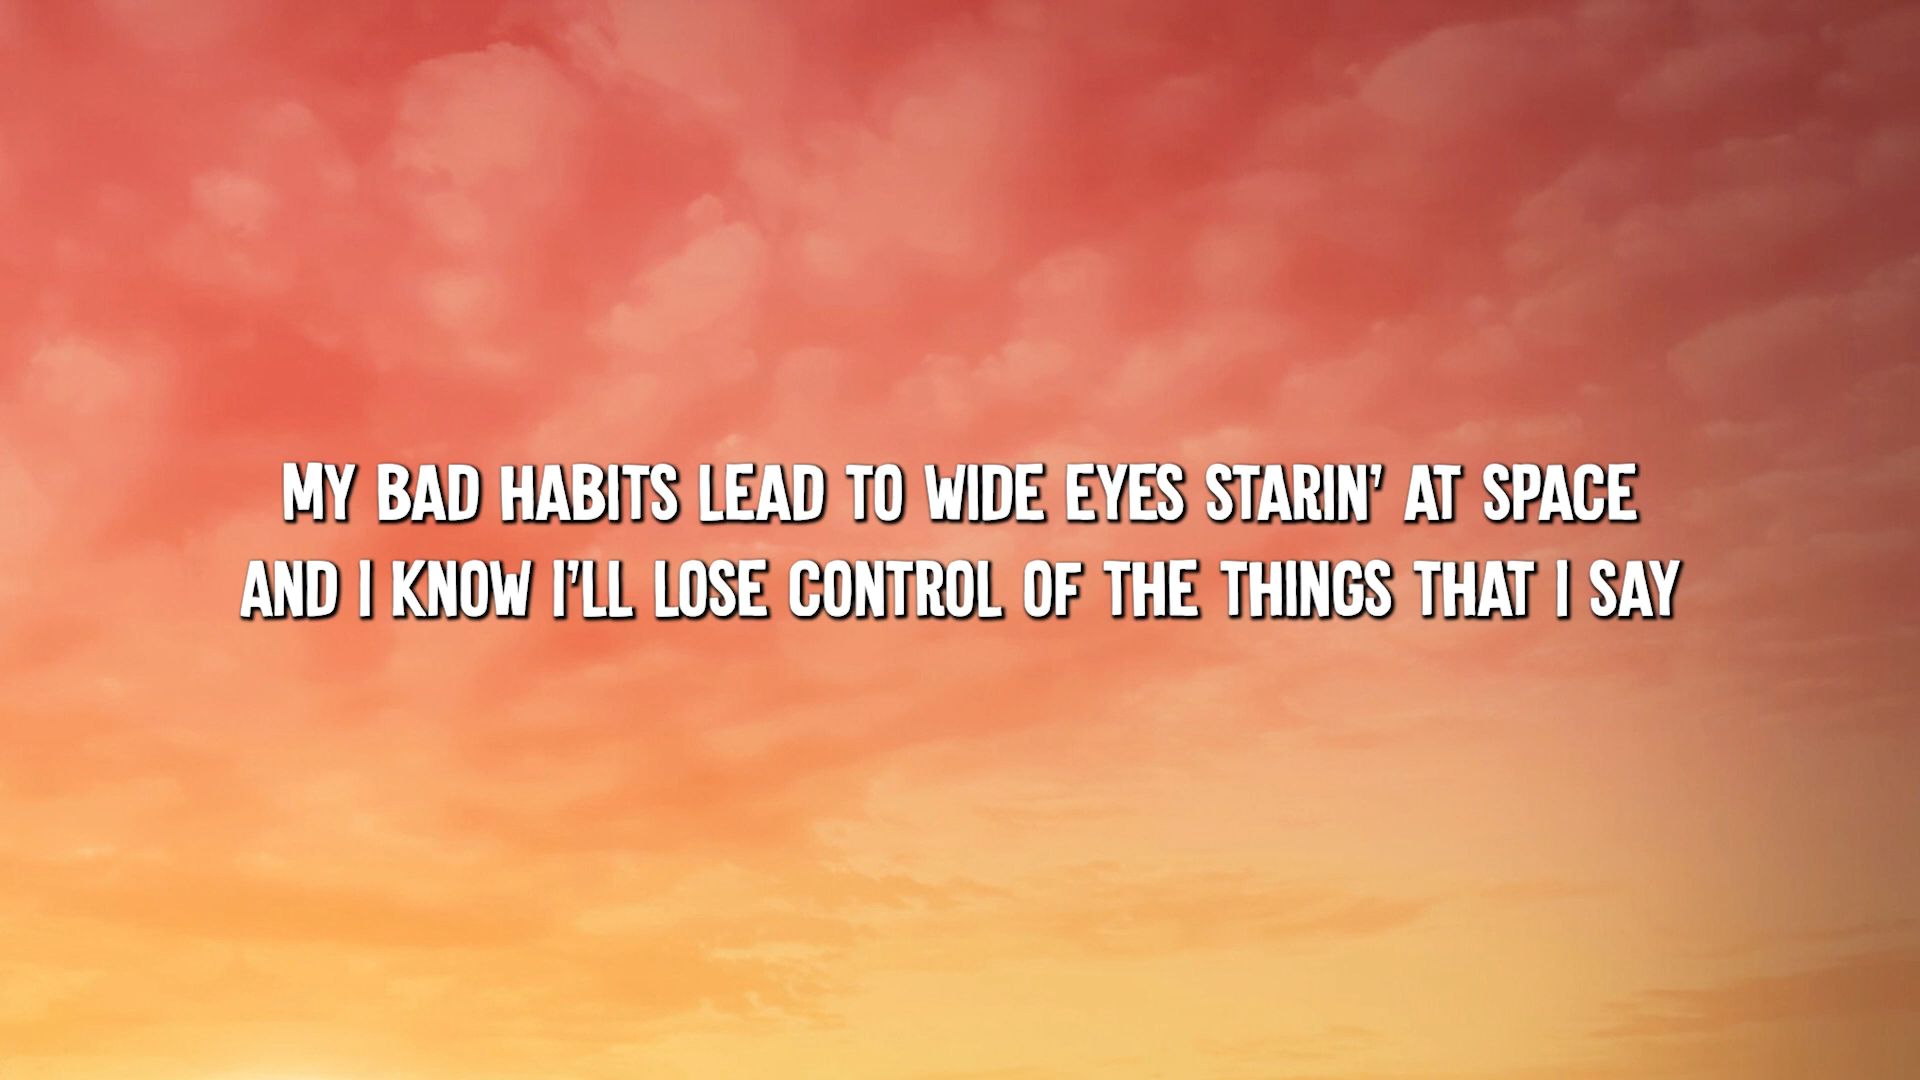 MY BAD HABITS LEAD TO WIDE EYES STARIN' AT SPACE
AND I KNOW I'LL LOSE CONTROL OF THE THINGS THAT I SAY